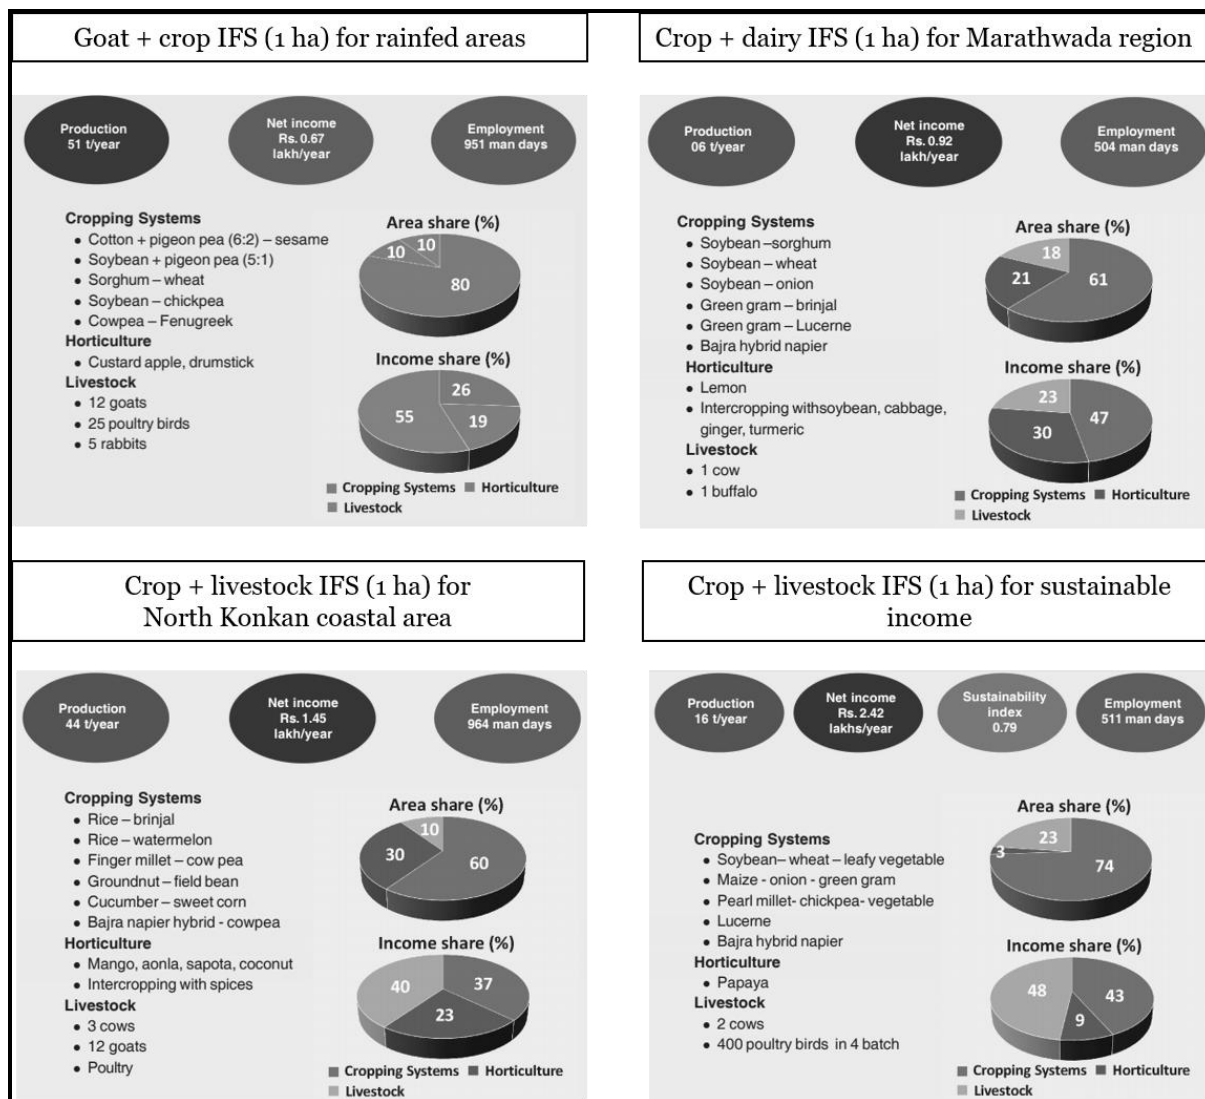 Goat + crop IFS (1 ha) for rainfed areas
Production
51 t/year
Net income
Rs. 0.67
lakh/year
Employment
951 man days
Cropping Systems
• Cotton + pigeon pea (6:2) – sesame
• Soybean + pigeon pea (5:1)
• Sorghum – wheat
• Soybean – chickpea
• Cowpea – Fenugreek
Horticulture
• Custard apple, drumstick
Livestock
• 12 goats
• 25 poultry birds
• 5 rabbits
Area share (%)
10
10
80
Income share (%)
26
55
19
Cropping Systems Horticulture
Livestock
Crop + dairy IFS (1 ha) for Marathwada region
Production
06 t/year
Net income
Rs. 0.92
lakh/year
Employment
504 man days
Cropping Systems
• Soybean –sorghum
• Soybean – wheat
• Soybean – onion
• Green gram – brinjal
• Green gram – Lucerne
• Bajra hybrid napier
Horticulture
• Lemon
• Intercropping withsoybean, cabbage,
ginger, turmeric
Livestock
• 1 cow
• 1 buffalo
Area share (%)
18
21
61
Income share (%)
23
47
30
Cropping Systems Horticulture
Livestock
Crop + livestock IFS (1 ha) for
North Konkan coastal area
Production
44 t/year
Net income
Rs. 1.45
lakh/year
Employment
964 man days
Cropping Systems
• Rice – brinjal
• Rice – watermelon
• Finger millet – cow pea
• Groundnut – field bean
• Cucumber – sweet corn
• Bajra napier hybrid - cowpea
Horticulture
• Mango, aonla, sapota, coconut
• Intercropping with spices
Livestock
• 3 cows
• 12 goats
• Poultry
Area share (%)
10
30
60
Income share (%)
40
37
23
Cropping Systems Horticulture
Livestock
Crop + livestock IFS (1 ha) for sustainable
income
Production
16 t/year
Net income
Rs. 2.42
lakhs/year
Sustainability
index
0.79
Employment
511 man days
Cropping Systems
• Soybean– wheat – leafy vegetable
• Maize - onion - green gram
• Pearl millet- chickpea- vegetable
• Lucerne
• Bajra hybrid napier
Horticulture
• Papaya
Livestock
• 2 cows
• 400 poultry birds in 4 batch
Area share (%)
23
3
74
Income share (%)
48
43
9
Cropping Systems Horticulture
Livestock